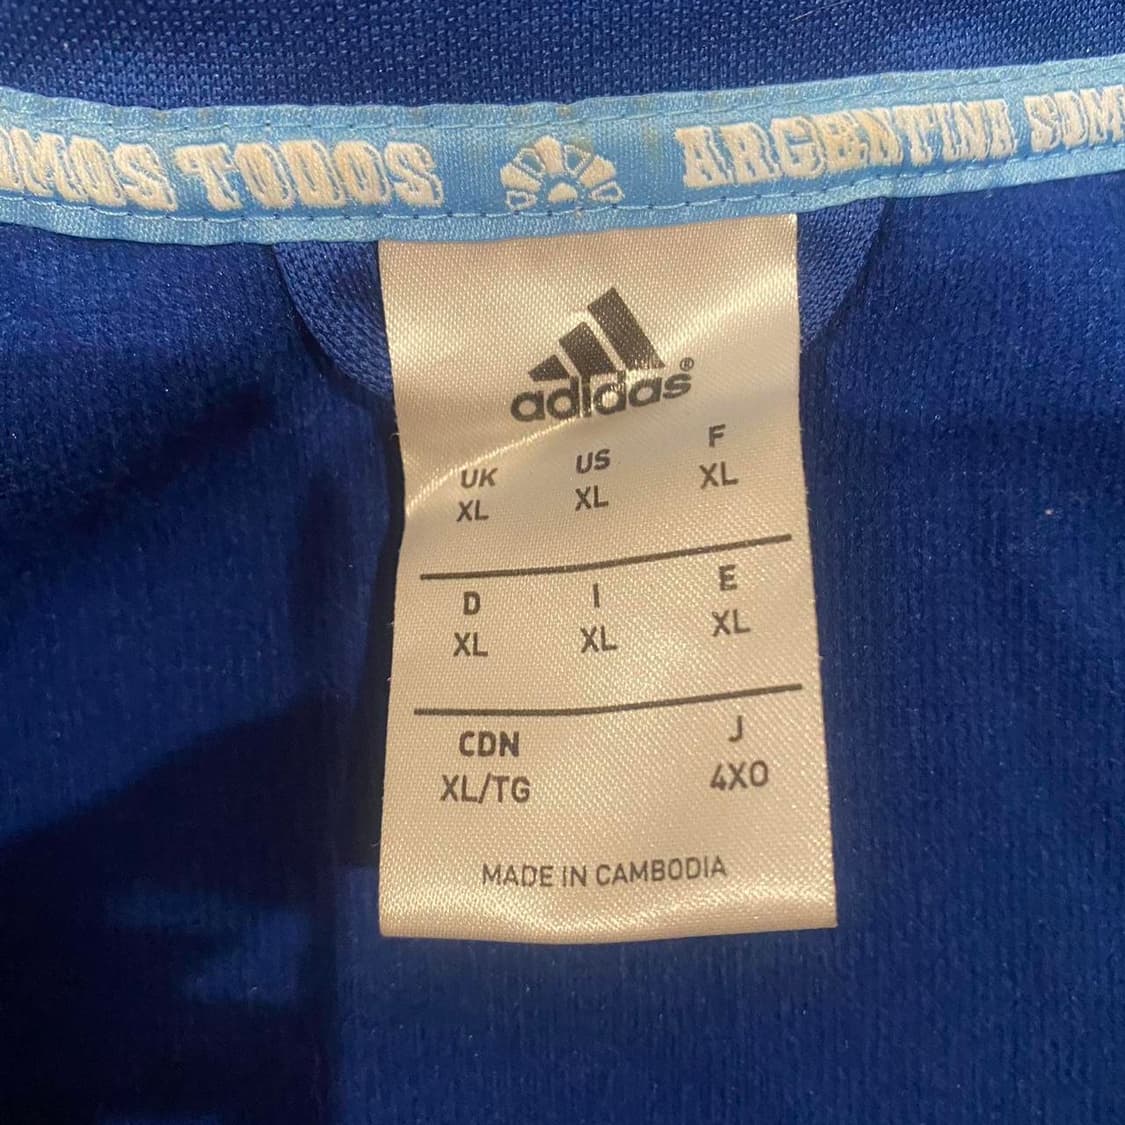 OMOS TODOS ARGENTINA SOM
adidas®
UK US F
XL XL XL
D I E
XL XL XL
CDN J
XL/TG 4XO
MADE IN CAMBODIA